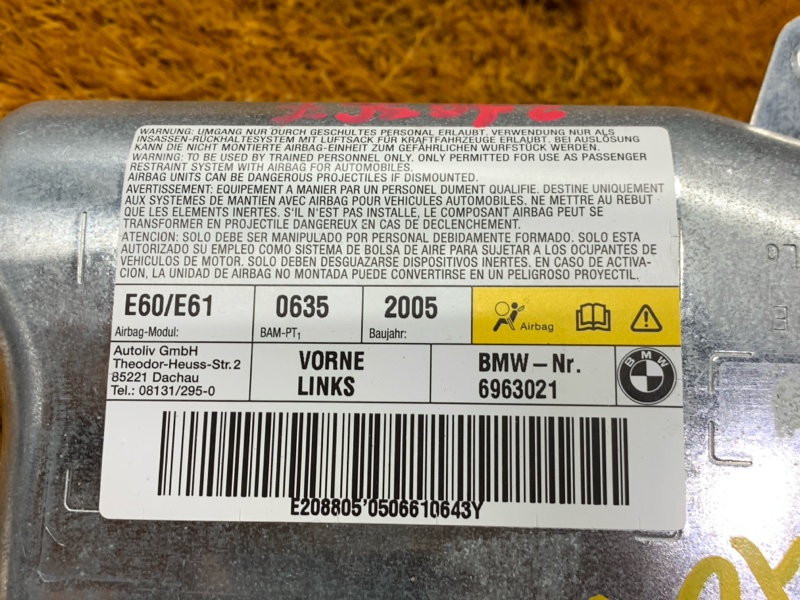 WARNUNG: UMGANG NUR DURCH GESCHULTES PERSONAL ERLAUBT. VERWENDUNG NUR ALS
INSASSEN-RÜCKHALTESYSTEM MIT LUFTSACK FÜR KRAFTFAHRZEUGE ERLAUBT. BEI AUSLÖSUNG
KANN DIE NICHT MONTIERTE AIRBAG-EINHEIT ZUM GEFÄHRLICHEN WURFSTÜCK WERDEN.
WARNING: TO BE USED BY TRAINED PERSONNEL ONLY. ONLY PERMITTED FOR USE AS PASSENGER
RESTRAINT SYSTEM WITH AIRBAG FOR AUTOMOBILES.
AIRBAG UNITS CAN BE DANGEROUS PROJECTILES IF DISMOUNTED.
AVERTISSEMENT: EQUIPEMENT A MANIER PAR UN PERSONEL DUMENT QUALIFIE. DESTINE UNIQUEMENT
AUX SYSTEMES DE MANTIEN AVEC AIRBAG POUR VEHICULES AUTOMOBILES. NE METTRE AU REBUT
QUE LES ELEMENTS INERTES. S'IL N'EST PAS INSTALLE, LE COMPOSANT AIRBAG PEUT SE
TRANSFORMER EN PROJECTILE DANGEREUX EN CAS DE DECLENCHEMENT.
ATENCION: SOLO DEBE SER MANIPULADO POR PERSONAL DEBIDAMENTE FORMADO. SOLO ESTA
AUTORIZADO SU EMPLEO COMO SISTEMA DE BOLSA DE AIRE PARA SUJETAR A LOS OCUPANTES DE
VEHICULOS DE MOTOR. SOLO DEBEN DESGUAZARSE DISPOSITIVOS INERTES. EN CASO DE ACTIVA-
CION, LA UNIDAD DE AIRBAG NO MONTADA PUEDE CONVERTIRSE EN UN PELIGROSO PROYECTIL.
E60/E61 0635 2005
Airbag-Modul: BAM-PT1 Baujahr: Airbag
Autoliv GmbH
Theodor-Heuss-Str.2
85221 Dachau
Tel.: 08131/295-0
VORNE
LINKS
BMW-Nr.
6963021
BMW
E208805'0506610643Y